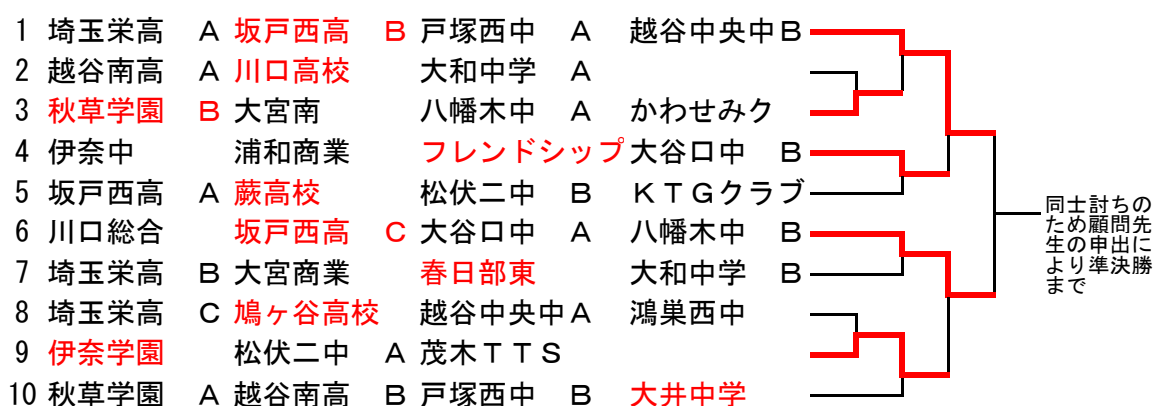 1 埼玉栄高 A 坂戸西高 B 戸塚西中 A 越谷中央中B
2 越谷南高 A 川口高校 大和中学 A
3 秋草学園 B 大宮南 八幡木中 A かわせみク
4 伊奈中 浦和商業 フレンドシップ 大谷口中 B
5 坂戸西高 A 蕨高校 松伏二中 B KTGクラブ
6 川口総合 坂戸西高 C 大谷口中 A 八幡木中 B
7 埼玉栄高 B 大宮商業 春日部東 大和中学 B
8 埼玉栄高 C 鳩ヶ谷高校 越谷中央中A 鴻巣西中
9 伊奈学園 松伏二中 A 茂木TTS
10 秋草学園 A 越谷南高 B 戸塚西中 B 大井中学
同士討ちの
ため顧問先
生の申出に
より準決勝
まで